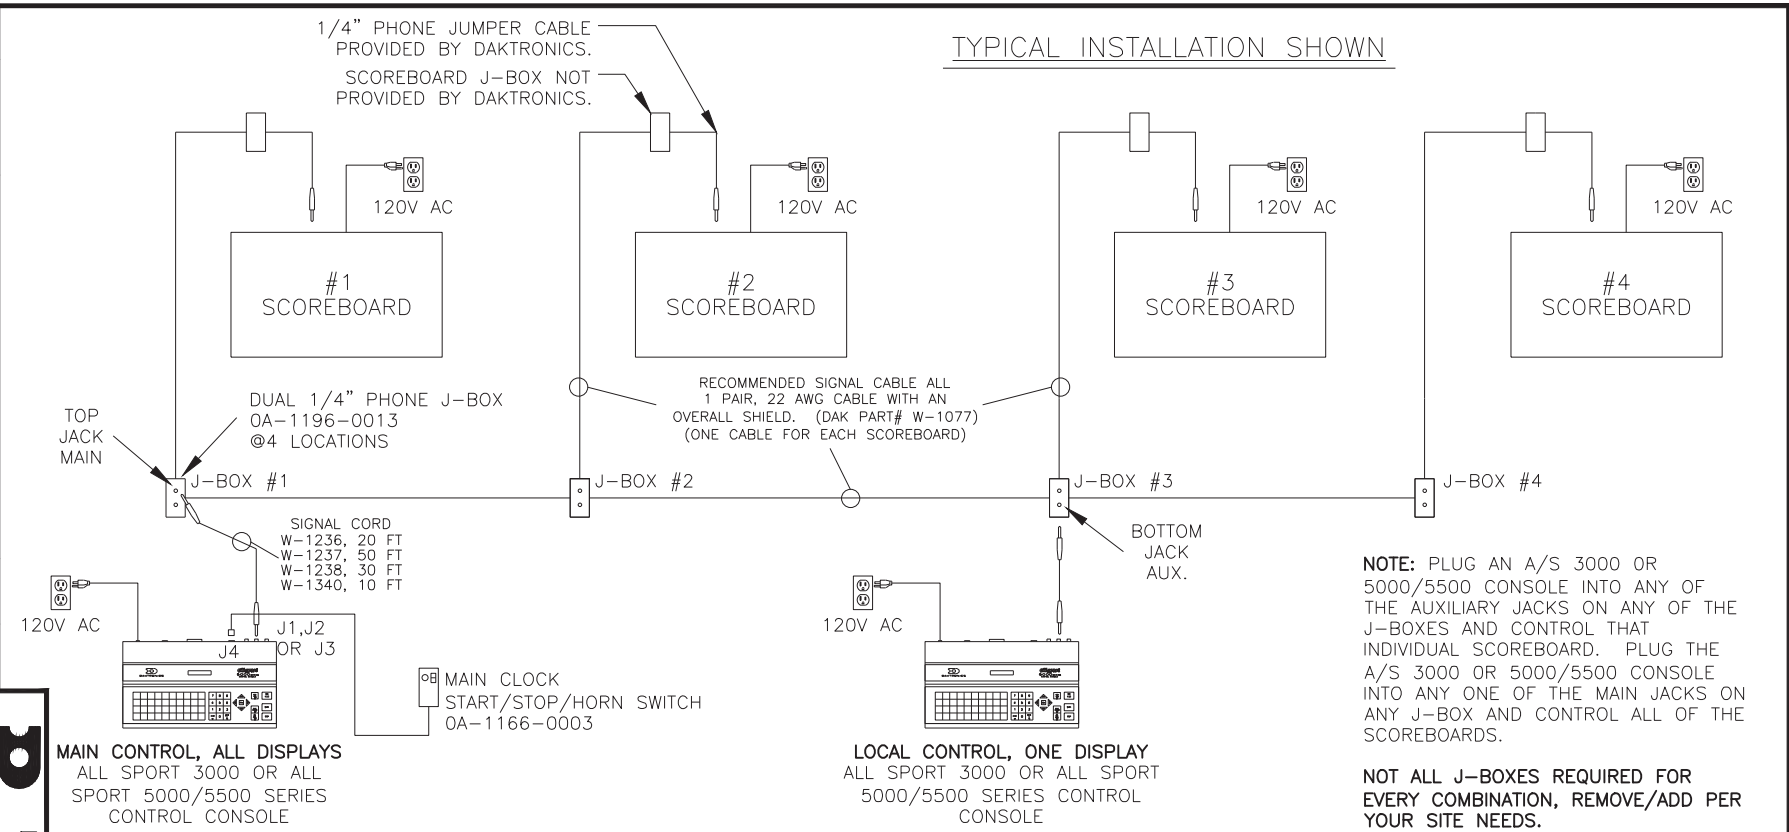 1/4" PHONE JUMPER CABLE
PROVIDED BY DAKTRONICS.
SCOREBOARD J-BOX NOT
PROVIDED BY DAKTRONICS.
TYPICAL INSTALLATION SHOWN
120V AC
120V AC
120V AC
120V AC
#1
SCOREBOARD
#2
SCOREBOARD
#3
SCOREBOARD
#4
SCOREBOARD
TOP
JACK
MAIN
DUAL 1/4" PHONE J-BOX
0A-1196-0013
@4 LOCATIONS
RECOMMENDED SIGNAL CABLE ALL
1 PAIR, 22 AWG CABLE WITH AN
OVERALL SHIELD. (DAK PART# W-1077)
(ONE CABLE FOR EACH SCOREBOARD)
J-BOX #1
J-BOX #2
J-BOX #3
J-BOX #4
SIGNAL CORD
W-1236, 20 FT
W-1237, 50 FT
W-1238, 30 FT
W-1340, 10 FT
BOTTOM
JACK
AUX.
120V AC
J1,J2
OR J3
J4
MAIN CLOCK
START/STOP/HORN SWITCH
0A-1166-0003
120V AC
MAIN CONTROL, ALL DISPLAYS
ALL SPORT 3000 OR ALL
SPORT 5000/5500 SERIES
CONTROL CONSOLE
LOCAL CONTROL, ONE DISPLAY
ALL SPORT 3000 OR ALL SPORT
5000/5500 SERIES CONTROL
CONSOLE
NOTE: PLUG AN A/S 3000 OR
5000/5500 CONSOLE INTO ANY OF
THE AUXILIARY JACKS ON ANY OF THE
J-BOXES AND CONTROL THAT
INDIVIDUAL SCOREBOARD. PLUG THE
A/S 3000 OR 5000/5500 CONSOLE
INTO ANY ONE OF THE MAIN JACKS ON
ANY J-BOX AND CONTROL ALL OF THE
SCOREBOARDS.
NOT ALL J-BOXES REQUIRED FOR
EVERY COMBINATION, REMOVE/ADD PER
YOUR SITE NEEDS.